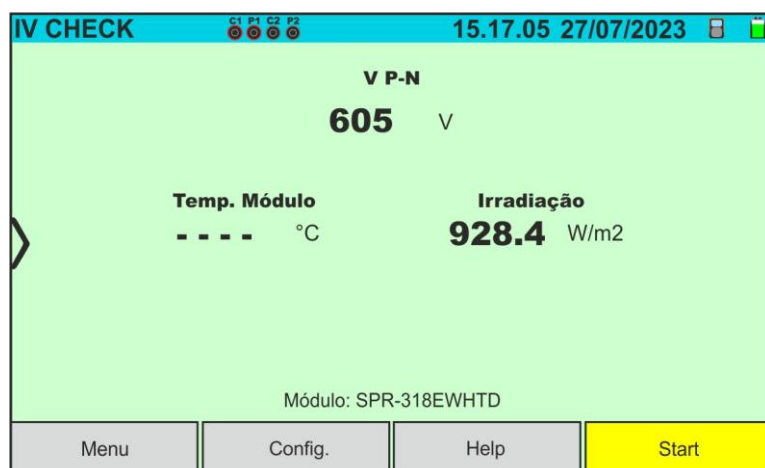 IV CHECK C1 P1 C2 P2 15.17.05 27/07/2023
V P-N
605 V
Temp. Módulo Irradiação
- - - - °C 928.4 W/m2
Módulo: SPR-318EWHTD
Menu Config. Help Start